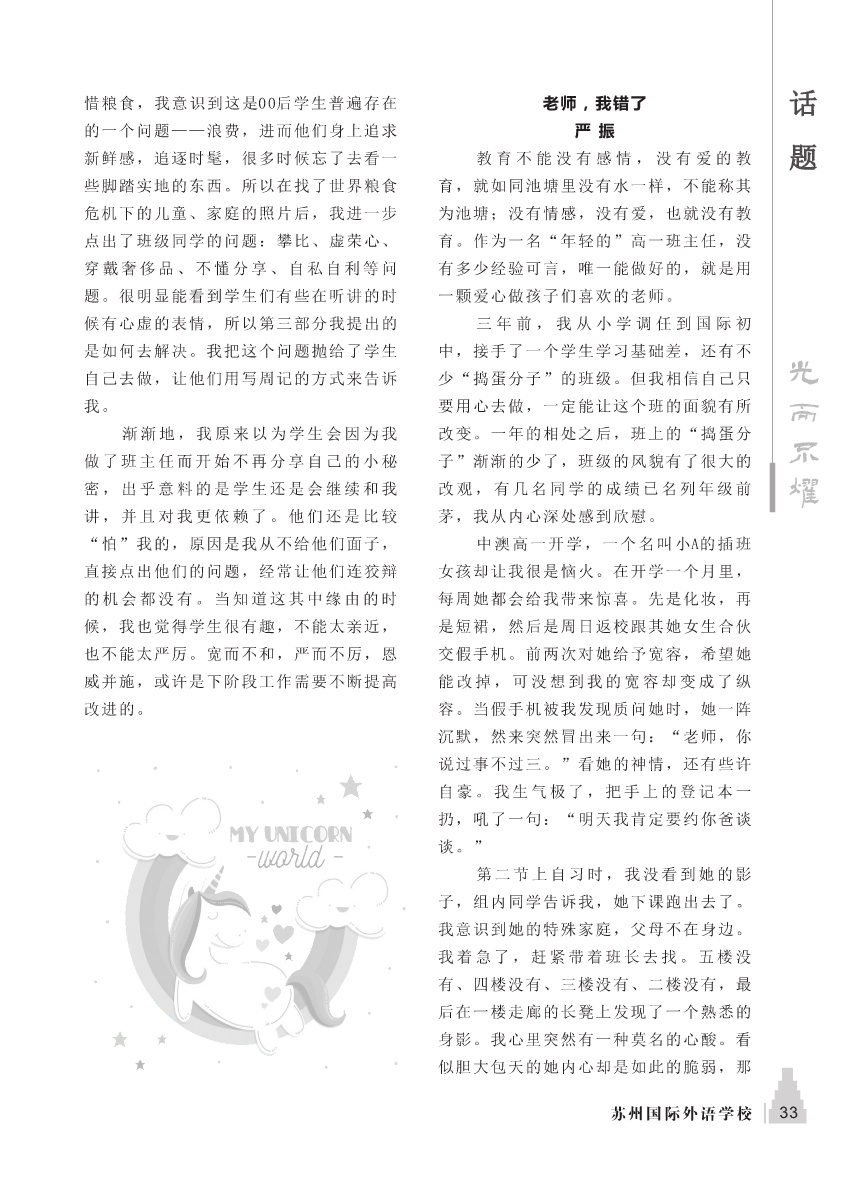 惜粮食，我意识到这是00后学生普遍存在
的一个问题——浪费，进而他们身上追求
新鲜感，追逐时髦，很多时候忘了去看一
些脚踏实地的东西。所以在找了世界粮食
危机下的儿童、家庭的照片后，我进一步
点出了班级同学的问题：攀比、虚荣心、
穿戴奢侈品、不懂分享、自私自利等问
题。很明显能看到学生们有些在听讲的时
候有心虚的表情，所以第三部分我提出的
是如何去解决。我把这个问题抛给了学生
自己去做，让他们用写周记的方式来告诉
我。
渐渐地，我原来以为学生会因为我
做了班主任而开始不再分享自己的小秘
密，出乎意料的是学生还是会继续和我
讲，并且对我更依赖了。他们还是比较
“怕”我的，原因是我从不给他们面子，
直接点出他们的问题，经常让他们连狡辩
的机会都没有。当知道这其中缘由的时
候，我也觉得学生很有趣，不能太亲近，
也不能太严厉。宽而不和，严而不厉，恩
威并施，或许是下阶段工作需要不断提高
改进的。
MY UNICORN
-world-
老师，我错了
严 振
教育不能没有感情，没有爱的教
育，就如同池塘里没有水一样，不能称其
为池塘；没有情感，没有爱，也就没有教
育。作为一名“年轻的”高一班主任，没
有多少经验可言，唯一能做好的，就是用
一颗爱心做孩子们喜欢的老师。
三年前，我从小学调任到国际初
中，接手了一个学生学习基础差，还有不
少“捣蛋分子”的班级。但我相信自己只
要用心去做，一定能让这个班的面貌有所
改变。一年的相处之后，班上的“捣蛋分
子”渐渐的少了，班级的风貌有了很大的
改观，有几名同学的成绩已名列年级前
茅，我从内心深处感到欣慰。
中澳高一开学，一个名叫小A的插班
女孩却让我很是恼火。在开学一个月里，
每周她都会给我带来惊喜。先是化妆，再
是短裙，然后是周日返校跟其她女生合伙
交假手机。前两次对她给予宽容，希望她
能改掉，可没想到我的宽容却变成了纵
容。当假手机被我发现质问她时，她一阵
沉默，然来突然冒出来一句：“老师，你
说过事不过三。”看她的神情，还有些许
自豪。我生气极了，把手上的登记本一
扔，吼了一句：“明天我肯定要约你爸谈
谈。”
第二节上自习时，我没看到她的影
子，组内同学告诉我，她下课跑出去了。
我意识到她的特殊家庭，父母不在身边。
我着急了，赶紧带着班长去找。五楼没
有、四楼没有、三楼没有、二楼没有，最
后在一楼走廊的长凳上发现了一个熟悉的
身影。我心里突然有一种莫名的心酸。看
似胆大包天的她内心却是如此的脆弱，那
话题
光而不耀
苏州国际外语学校 33